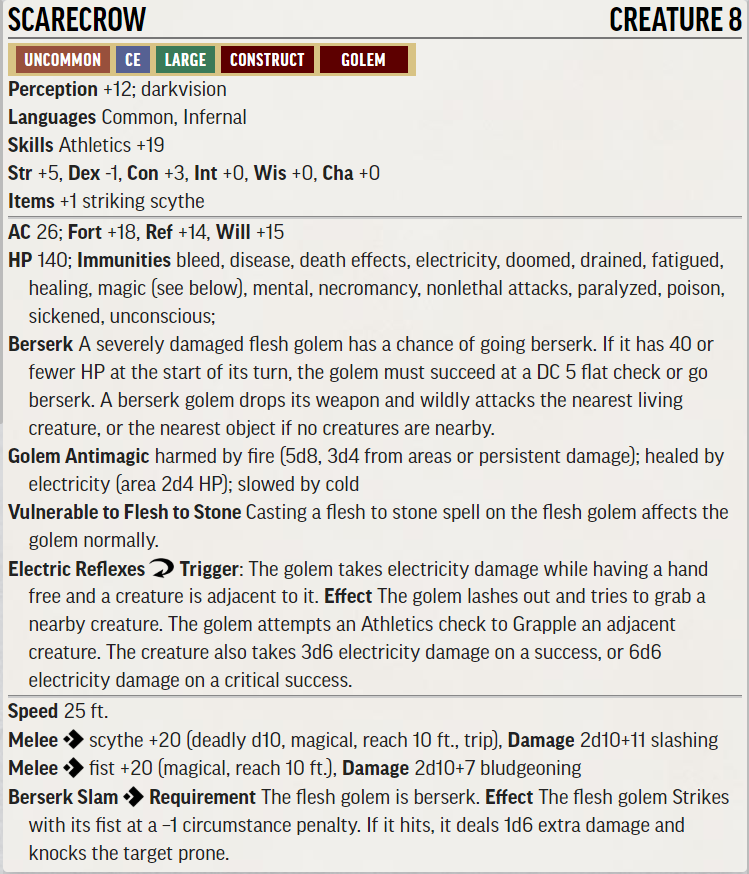 SCARECROW CREATURE 8
UNCOMMON CE LARGE CONSTRUCT GOLEM
Perception +12; darkvision
Languages Common, Infernal
Skills Athletics +19
Str +5, Dex -1, Con +3, Int +0, Wis +0, Cha +0
Items +1 striking scythe
AC 26; Fort +18, Ref +14, Will +15
HP 140; Immunities bleed, disease, death effects, electricity, doomed, drained, fatigued,
healing, magic (see below), mental, necromancy, nonlethal attacks, paralyzed, poison,
sickened, unconscious;
Berserk A severely damaged flesh golem has a chance of going berserk. If it has 40 or
fewer HP at the start of its turn, the golem must succeed at a DC 5 flat check or go
berserk. A berserk golem drops its weapon and wildly attacks the nearest living
creature, or the nearest object if no creatures are nearby.
Golem Antimagic harmed by fire (5d8, 3d4 from areas or persistent damage); healed by
electricity (area 2d4 HP); slowed by cold
Vulnerable to Flesh to Stone Casting a flesh to stone spell on the flesh golem affects the
golem normally.
Electric Reflexes Trigger: The golem takes electricity damage while having a hand
free and a creature is adjacent to it. Effect The golem lashes out and tries to grab a
nearby creature. The golem attempts an Athletics check to Grapple an adjacent
creature. The creature also takes 3d6 electricity damage on a success, or 6d6
electricity damage on a critical success.
Speed 25 ft.
Melee scythe +20 (deadly d10, magical, reach 10 ft., trip), Damage 2d10+11 slashing
Melee fist +20 (magical, reach 10 ft.), Damage 2d10+7 bludgeoning
Berserk Slam Requirement The flesh golem is berserk. Effect The flesh golem Strikes
with its fist at a –1 circumstance penalty. If it hits, it deals 1d6 extra damage and
knocks the target prone.